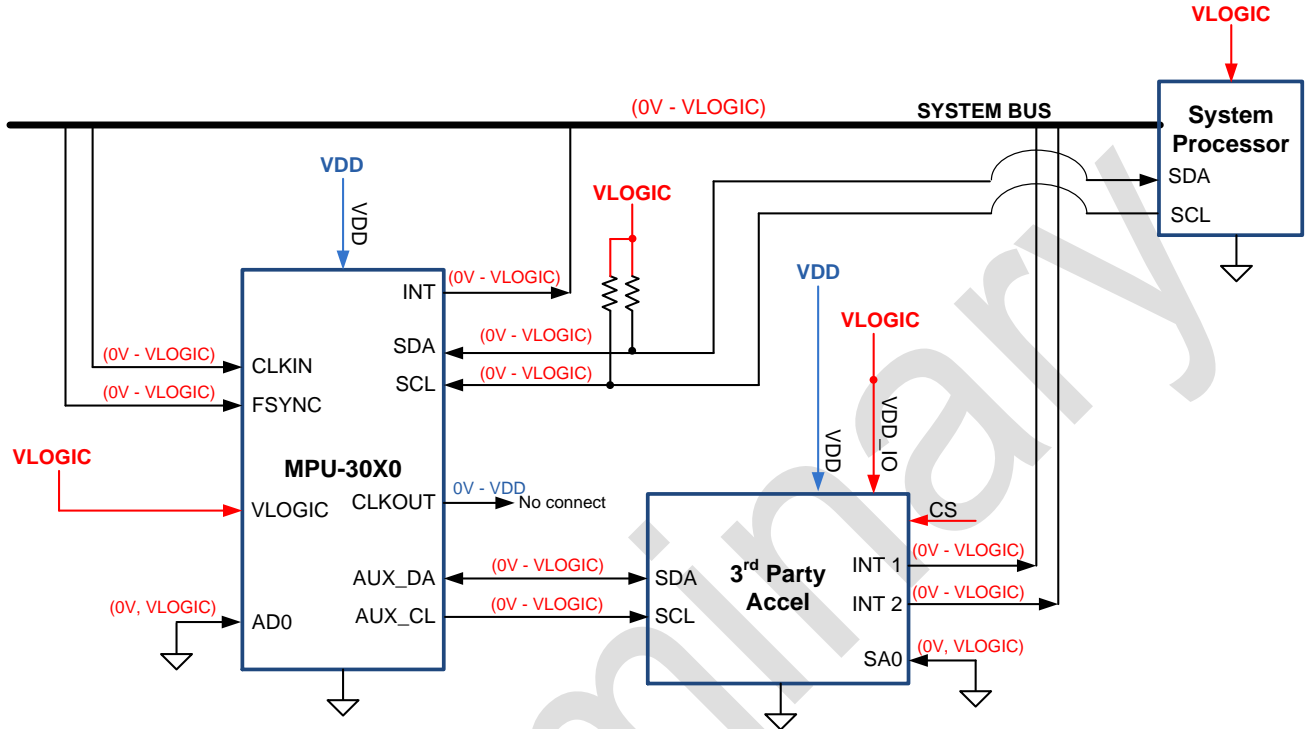 VLOGIC
(0V - VLOGIC)
SYSTEM BUS
System
Processor
SDA
SCL
VDD
VDD
VLOGIC
INT
(0V - VLOGIC)
SDA
(0V - VLOGIC)
SCL
(0V - VLOGIC)
(0V - VLOGIC)
CLKIN
(0V - VLOGIC)
FSYNC
VDD
VDD
VLOGIC
VDD_IO
VLOGIC
MPU-30X0
VLOGIC
CLKOUT
0V - VDD
No connect
CS
AUX_DA
(0V - VLOGIC)
SDA
AUX_CL
(0V - VLOGIC)
SCL
3rd Party
Accel
INT 1
(0V - VLOGIC)
INT 2
(0V - VLOGIC)
(0V, VLOGIC)
AD0
SA0
(0V, VLOGIC)
minary